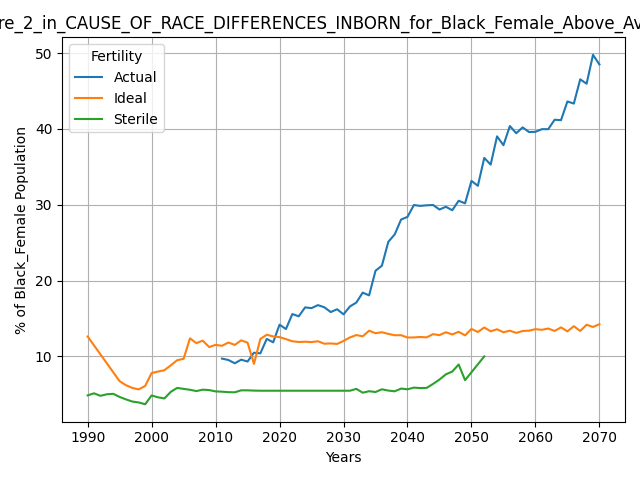 re_2_in_CAUSE_OF_RACE_DIFFERENCES_INBORN_for_Black_Female_Above_Av
Fertility
Actual
Ideal
Sterile
% of Black_Female Population
50
40
30
20
10
1990 2000 2010 2020 2030 2040 2050 2060 2070
Years